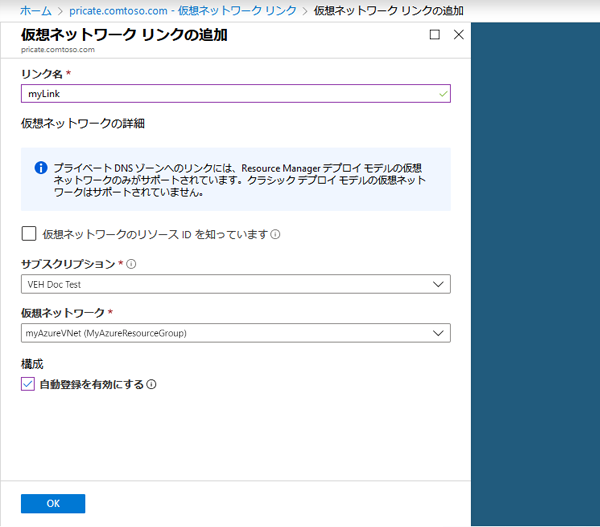 ホーム > pricate.comtoso.com - 仮想ネットワーク リンク > 仮想ネットワーク リンクの追加
仮想ネットワーク リンクの追加
pricate.comtoso.com
リンク名 *
myLink
仮想ネットワークの詳細
プライベート DNS ゾーンへのリンクには、Resource Manager デプロイ モデルの仮想
ネットワークのみがサポートされています。クラシック デプロイ モデルの仮想ネット
ワークはサポートされていません。
仮想ネットワークのリソース ID を知っています
サブスクリプション *
VEH Doc Test
仮想ネットワーク *
myAzureVNet (MyAzureResourceGroup)
構成
自動登録を有効にする
OK